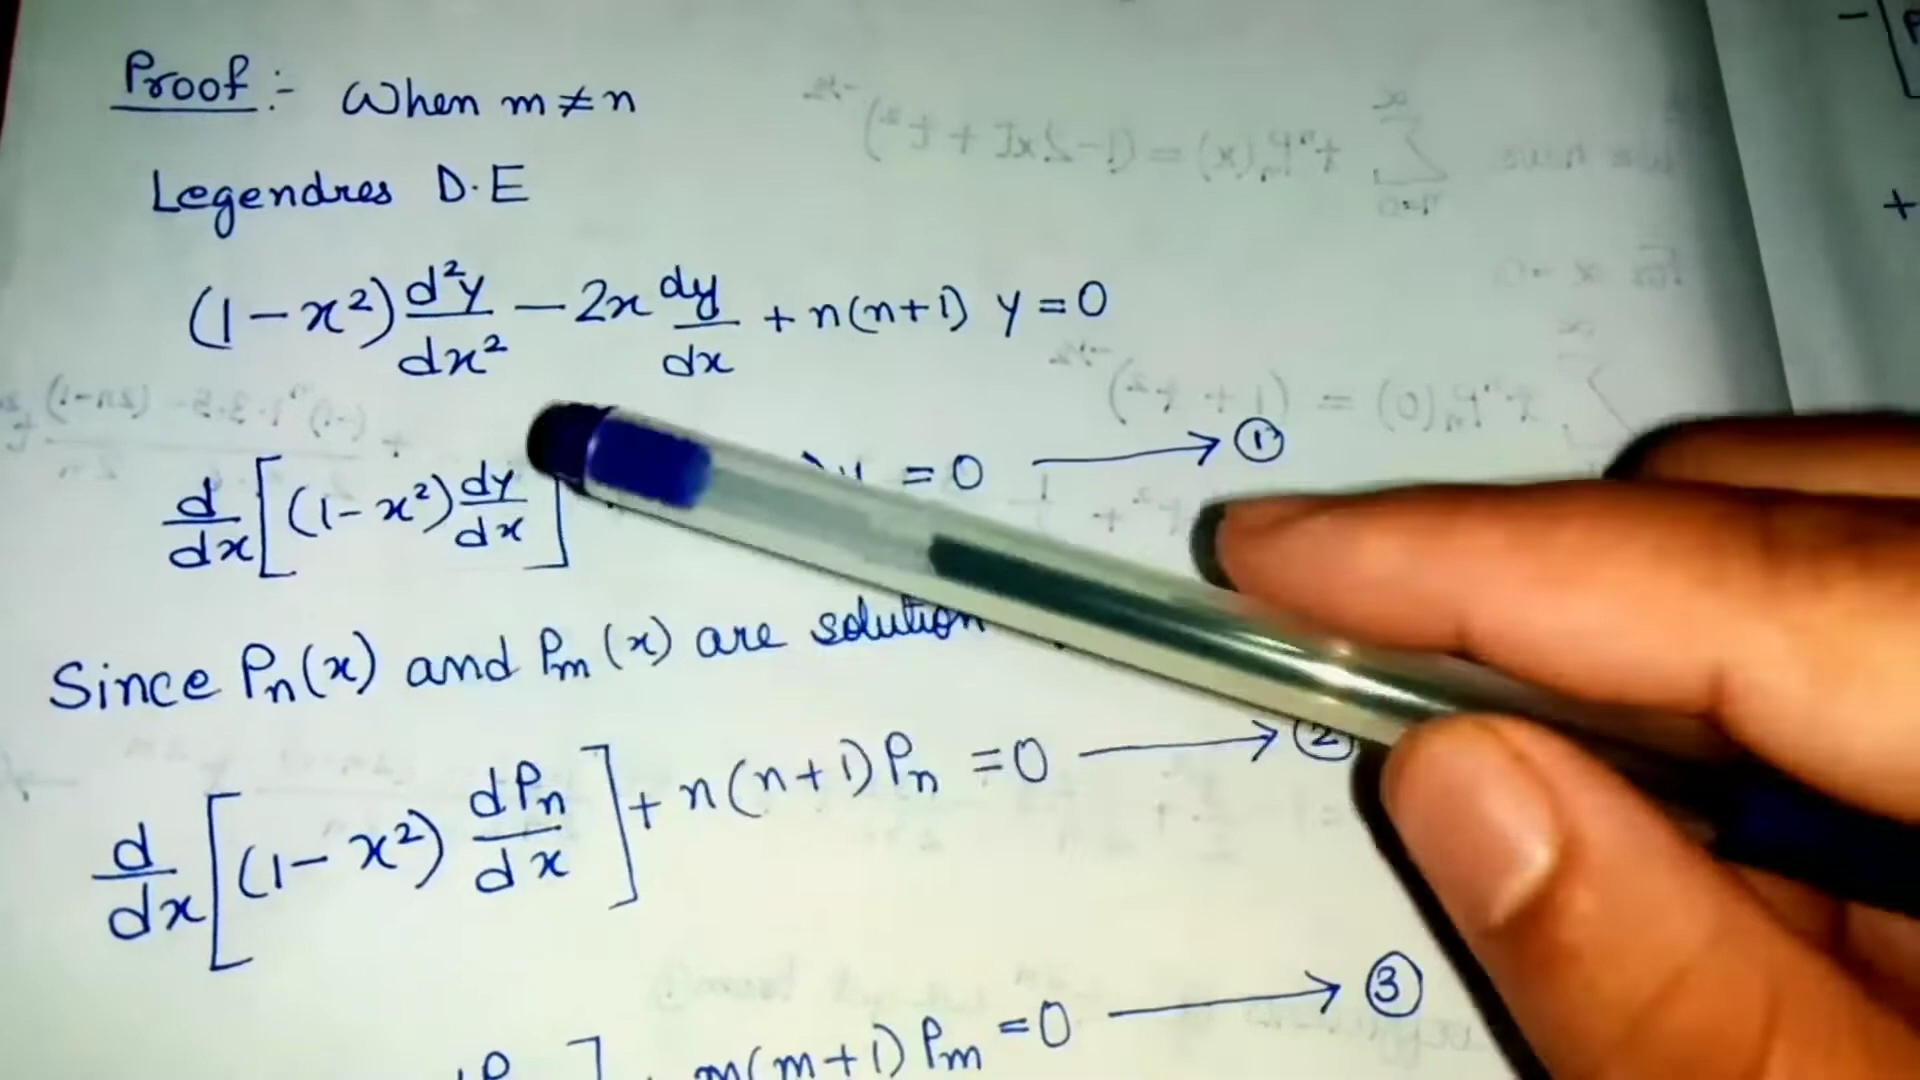 Proof :- When m ≠ n
Legendres D.E
(1-x²) d²y/dx² - 2x dy/dx + n(n+1) y = 0
d/dx [(1-x²) dy/dx] y = 0 → ①
Since Pn(x) and Pm(x) are solution
d/dx [(1-x²) dPn/dx] + n(n+1) Pn = 0 → ②
P ] m(m+1) Pm = 0 → ③